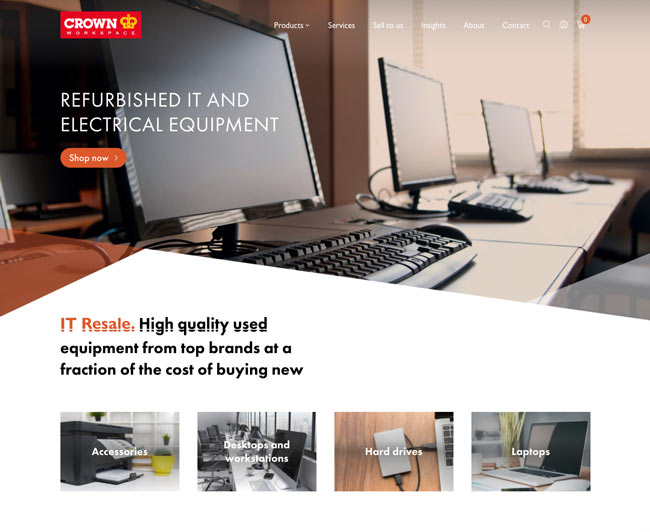 CROWN
WORKSPACE
Products
Services
Sell to us
Insights
About
Contact
0
REFURBISHED IT AND
ELECTRICAL EQUIPMENT
Shop now
IT Resale. High quality used
equipment from top brands at a
fraction of the cost of buying new
Accessories
Desktops and
workstations
Hard drives
Laptops